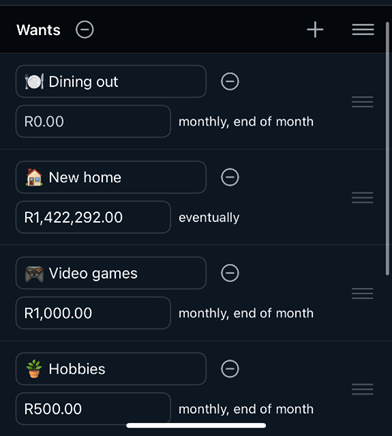 Wants
Dining out
R0.00 monthly, end of month
New home
R1,422,292.00 eventually
Video games
R1,000.00 monthly, end of month
Hobbies
R500.00 monthly, end of month